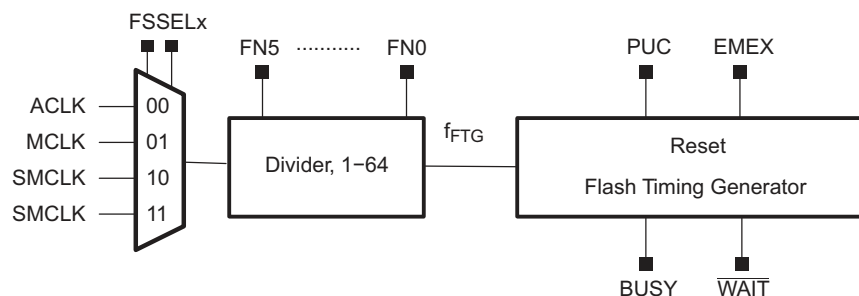 FSSELx
FN5 ........... FN0
PUC EMEX
ACLK 00
MCLK 01
SMCLK 10
SMCLK 11
Divider, 1−64
fFTG
Reset
Flash Timing Generator
BUSY WAIT